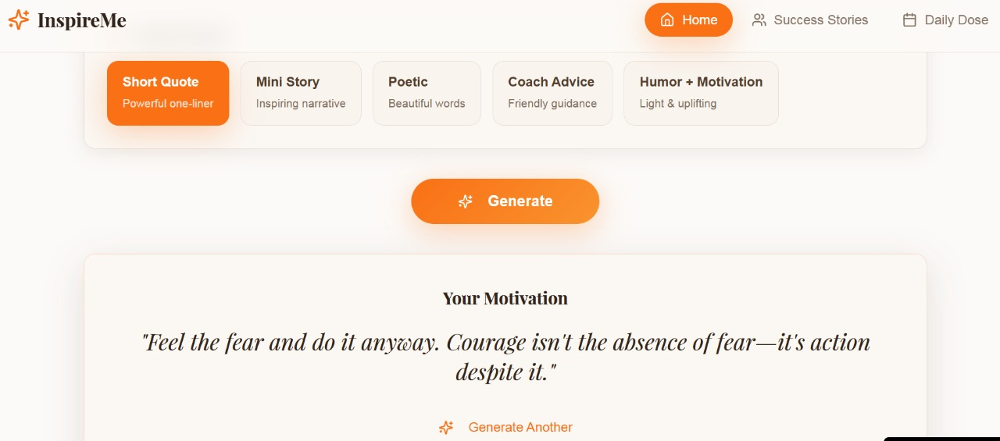 InspireMe
Home
Success Stories
Daily Dose
Short Quote
Powerful one-liner
Mini Story
Inspiring narrative
Poetic
Beautiful words
Coach Advice
Friendly guidance
Humor + Motivation
Light & uplifting
Generate
Your Motivation
"Feel the fear and do it anyway. Courage isn't the absence of fear—it's action
despite it."
Generate Another